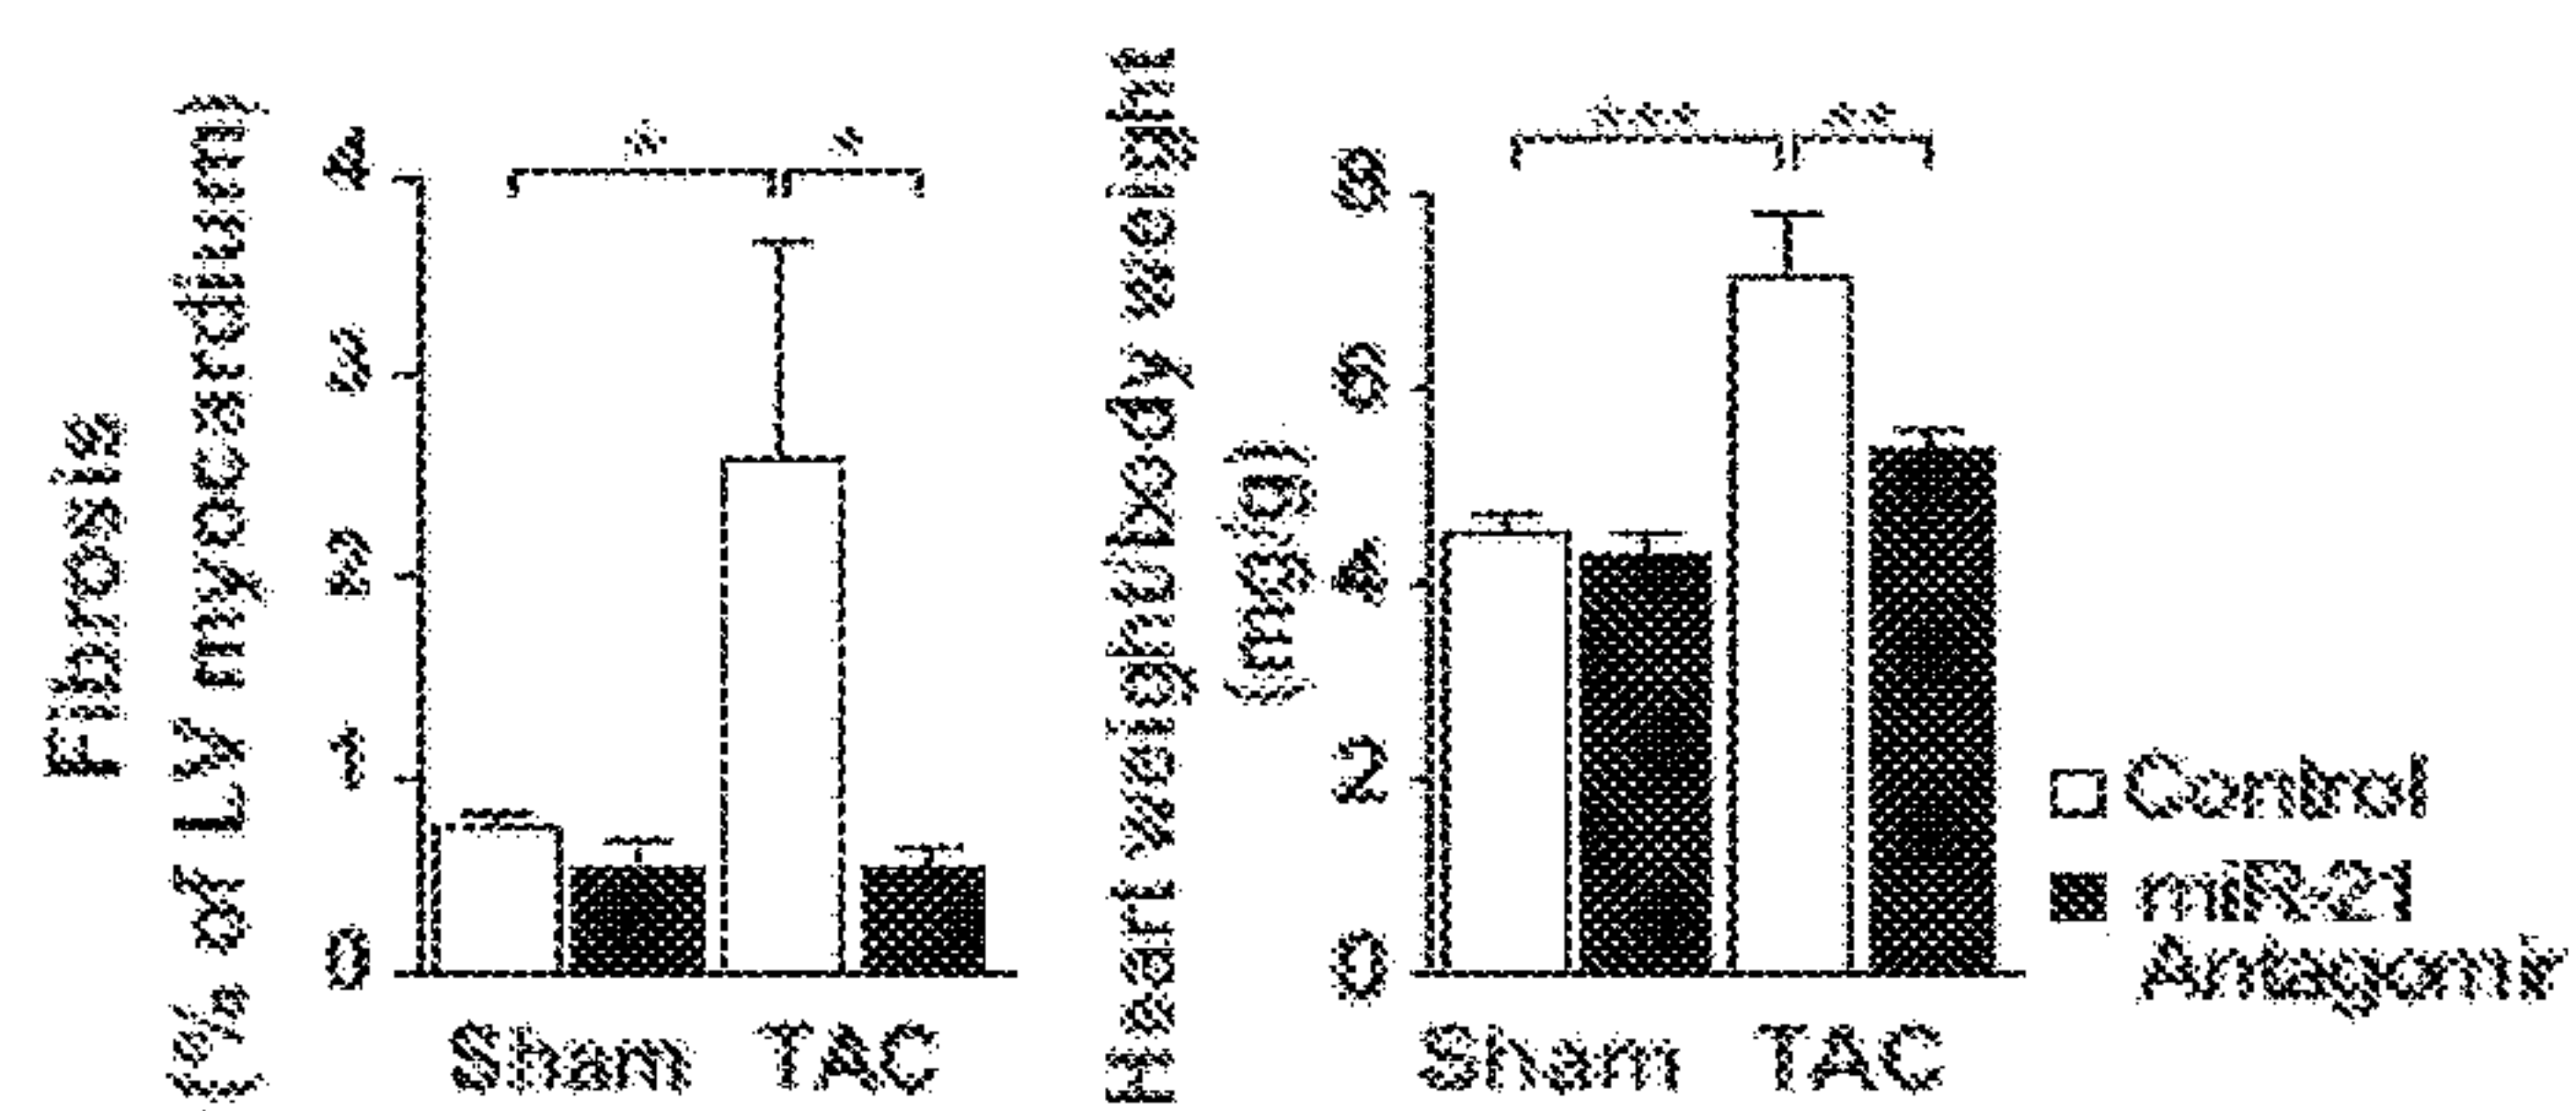 Fibrosis
(% of LV myocardium)
4
3
2
1
0
* *
Sham TAC
Heart weight/body weight
(mg/g)
8
6
4
2
0
*** **
Sham TAC
Control
miR-21
Antagomir